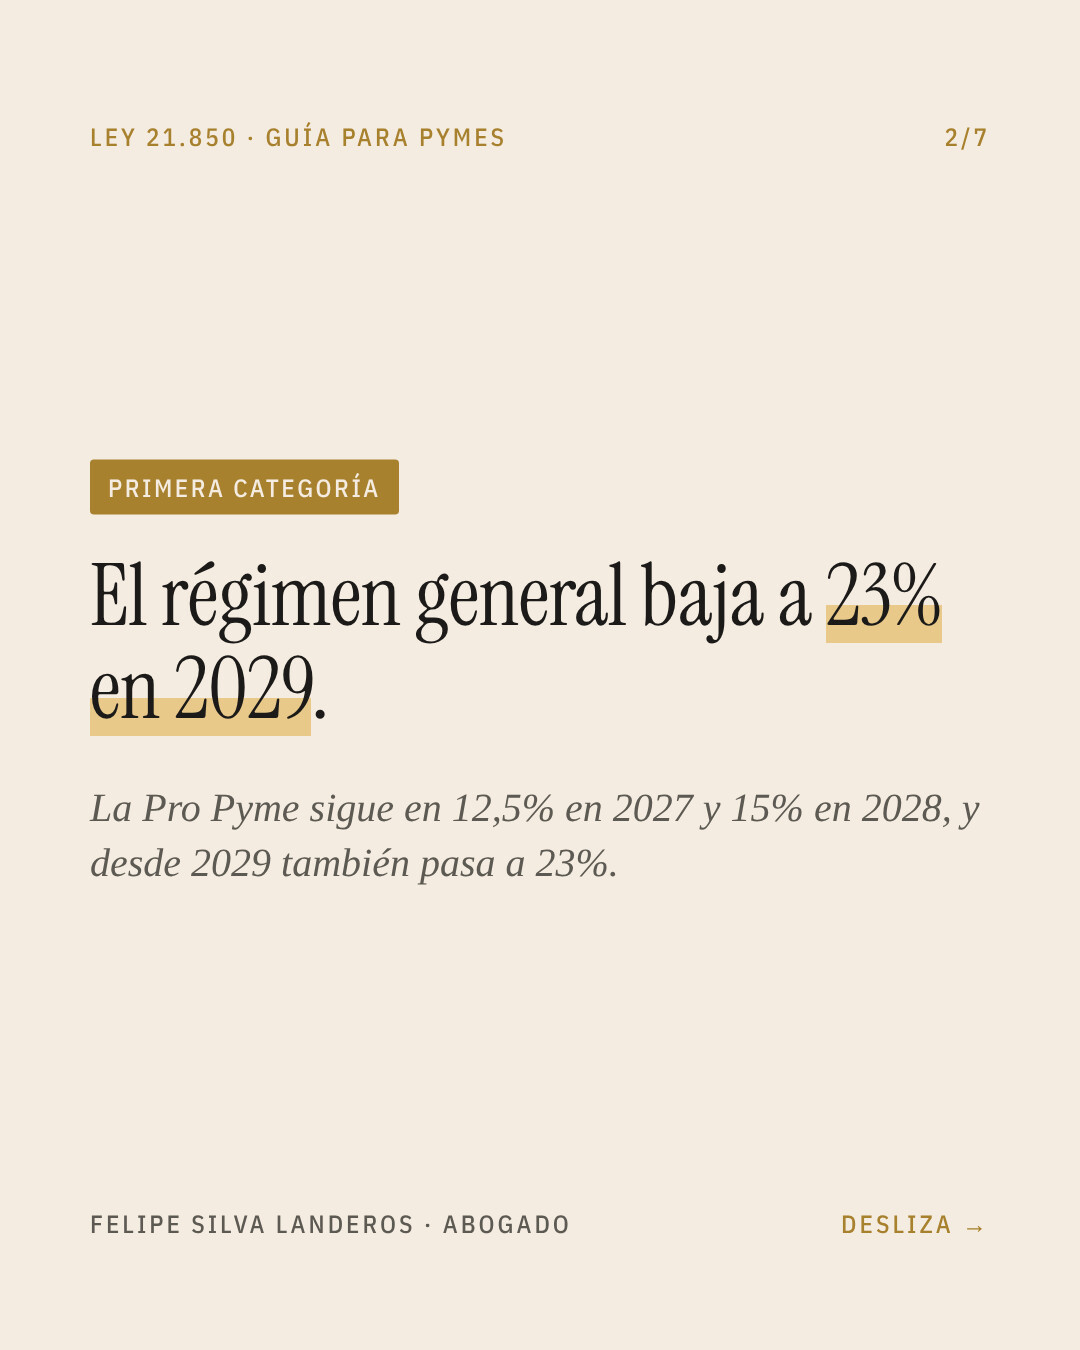 LEY 21.850 · GUÍA PARA PYMES
2/7
PRIMERA CATEGORÍA
El régimen general baja a 23%
en 2029.
La Pro Pyme sigue en 12,5% en 2027 y 15% en 2028, y
desde 2029 también pasa a 23%.
FELIPE SILVA LANDEROS · ABOGADO
DESLIZA →